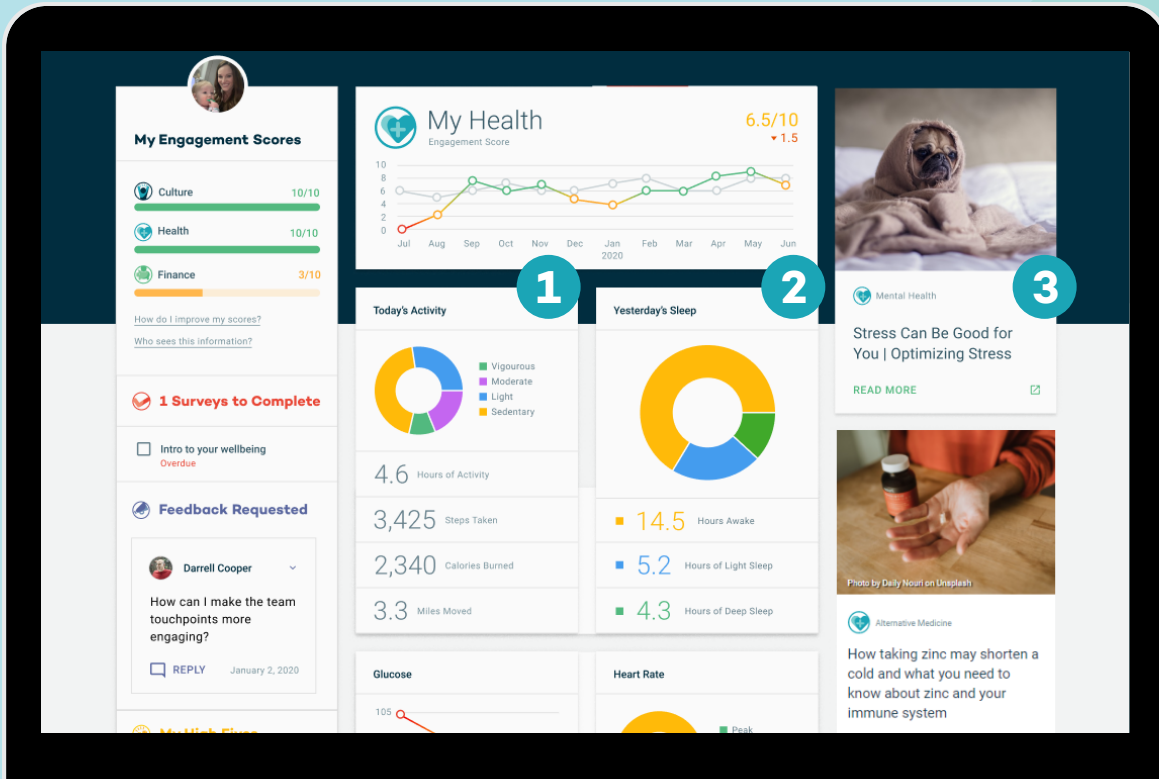 My Engagement Scores
Culture 10/10
Health 10/10
Finance 3/10
How do I improve my scores?
Who sees this information?
1 Surveys to Complete
Intro to your wellbeing
Overdue
Feedback Requested
Darrell Cooper
How can I make the team
touchpoints more
engaging?
REPLY January 2, 2020
My High Fives
My Health
Engagement Score
6.5/10
1.5
10
8
6
4
2
0
Jul Aug Sep Oct Nov Dec Jan Feb Mar Apr May Jun
2020
1
Today's Activity
Vigourous
Moderate
Light
Sedentary
4.6 Hours of Activity
3,425 Steps Taken
2,340 Calories Burned
3.3 Miles Moved
Glucose
105
2
Yesterday's Sleep
14.5 Hours Awake
5.2 Hours of Light Sleep
4.3 Hours of Deep Sleep
Heart Rate
Peak
3
Mental Health
Stress Can Be Good for
You | Optimizing Stress
READ MORE
Photo by Daily Nouri on Unsplash
Alternative Medicine
How taking zinc may shorten a
cold and what you need to
know about zinc and your
immune system